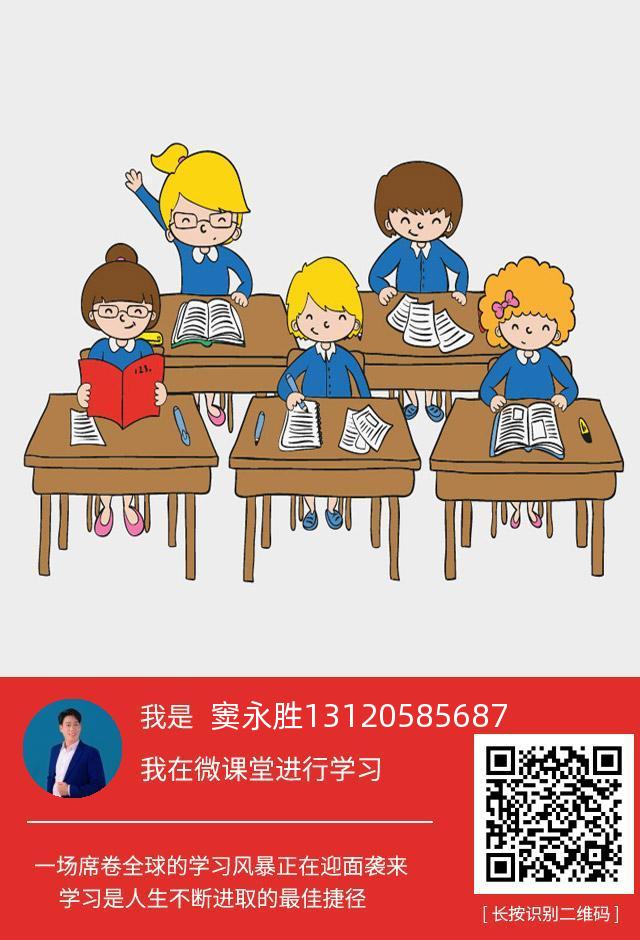 123,
我是 窦永胜13120585687
我在微课堂进行学习
一场席卷全球的学习风暴正在迎面袭来
学习是人生不断进取的最佳捷径
[ 长按识别二维码 ]